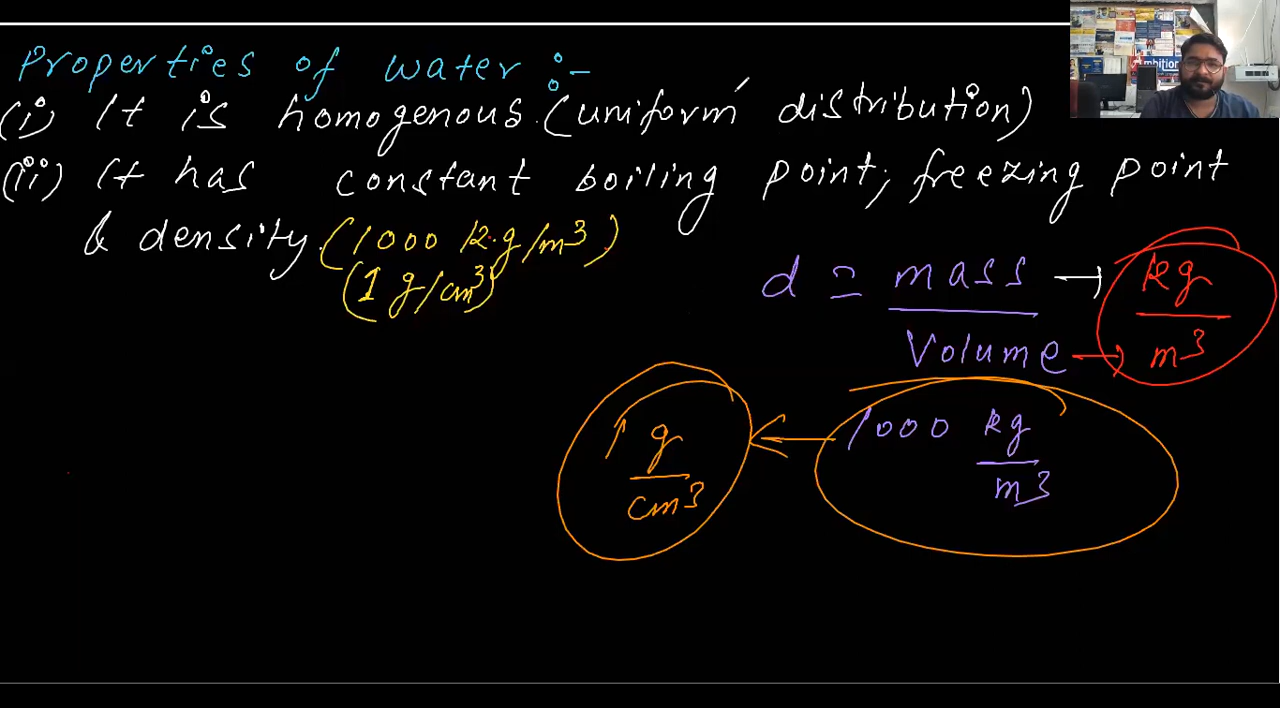 Properties of water :-
(i) It is homogenous. (uniform distribution)
(ii) It has constant boiling point, freezing point
& density. (1000 k.g/m3)
(1 g/cm3)
d = mass → kg
Volume → m3
1 g ← 1000 kg
cm3 m3
mbition